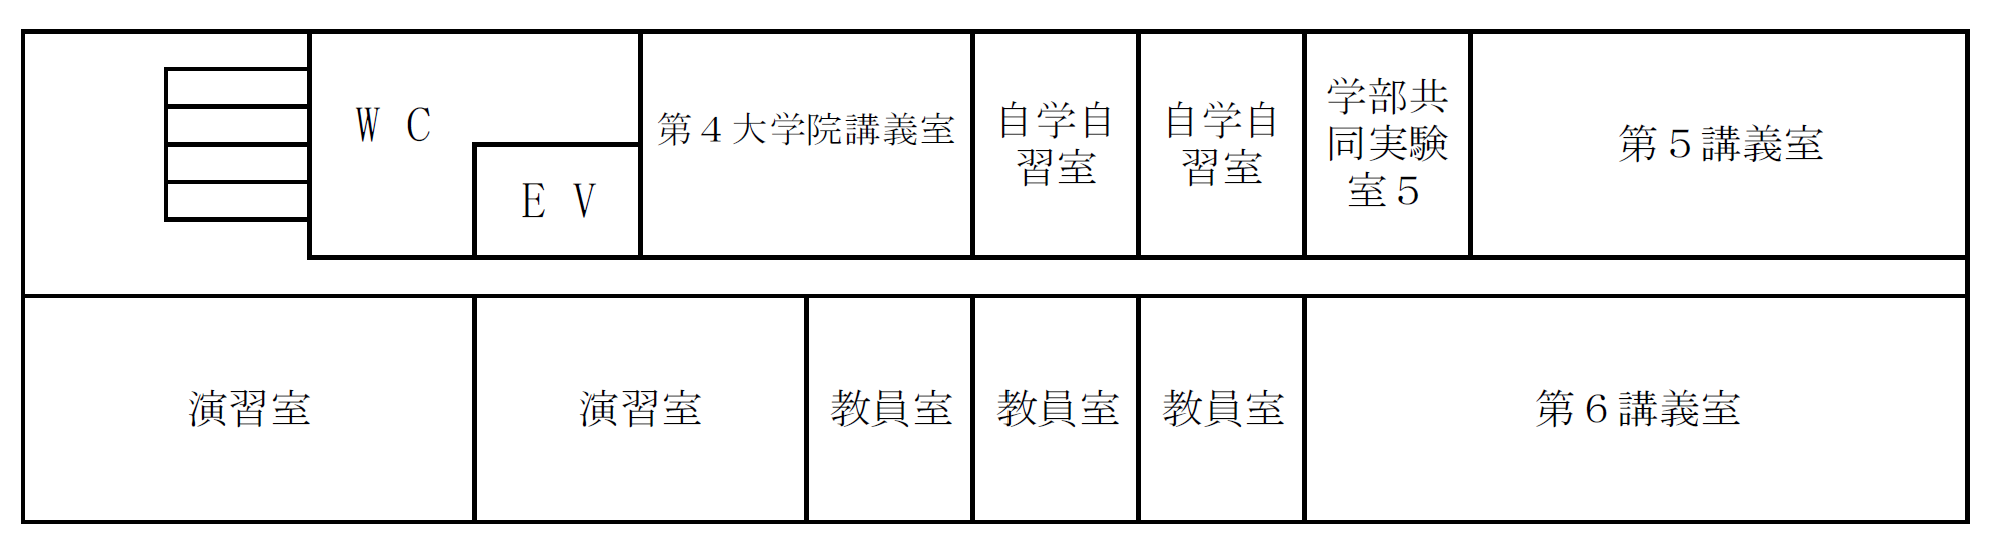 ＷＣ
ＥＶ
第４大学院講義室
自学自
習室
自学自
習室
学部共
同実験
室５
第５講義室
演習室
演習室
教員室
教員室
教員室
第６講義室